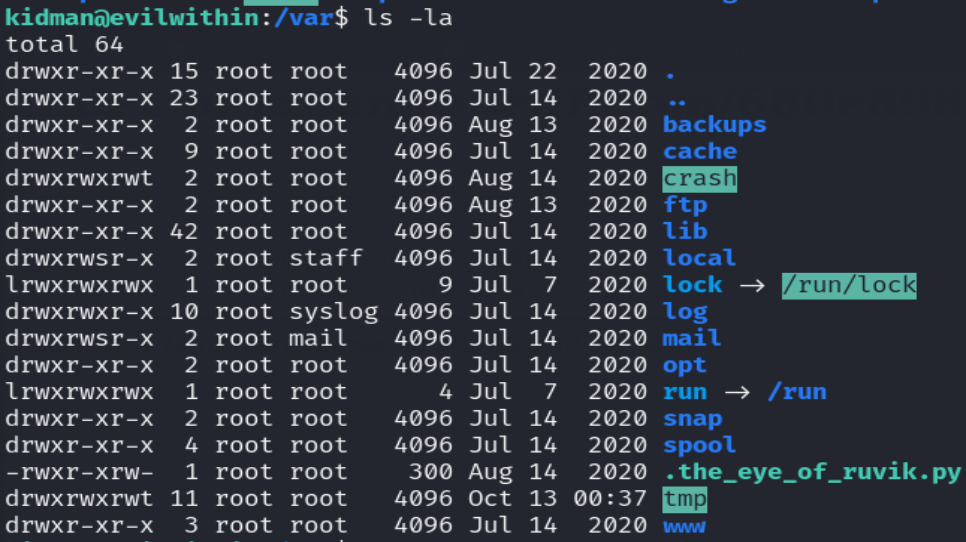 kidman@evilwithin:/var$ ls -la
total 64
drwxr-xr-x 15 root root   4096 Jul 22  2020 .
drwxr-xr-x 23 root root   4096 Jul 14  2020 ..
drwxr-xr-x  2 root root   4096 Aug 13  2020 backups
drwxr-xr-x  9 root root   4096 Jul 14  2020 cache
drwxrwxrwt  2 root root   4096 Aug 14  2020 crash
drwxr-xr-x  2 root root   4096 Aug 13  2020 ftp
drwxr-xr-x 42 root root   4096 Jul 14  2020 lib
drwxrwsr-x  2 root staff  4096 Jul 14  2020 local
lrwxrwxrwx  1 root root      9 Jul  7  2020 lock → /run/lock
drwxrwxr-x 10 root syslog 4096 Jul 14  2020 log
drwxrwsr-x  2 root mail   4096 Jul 14  2020 mail
drwxr-xr-x  2 root root   4096 Jul 14  2020 opt
lrwxrwxrwx  1 root root      4 Jul  7  2020 run → /run
drwxr-xr-x  2 root root   4096 Jul 14  2020 snap
drwxr-xr-x  4 root root   4096 Jul 14  2020 spool
-rwxr-xrw-  1 root root    300 Aug 14  2020 .the_eye_of_ruvik.py
drwxrwxrwt 11 root root   4096 Oct 13 00:37 tmp
drwxr-xr-x  3 root root   4096 Jul 14  2020 www